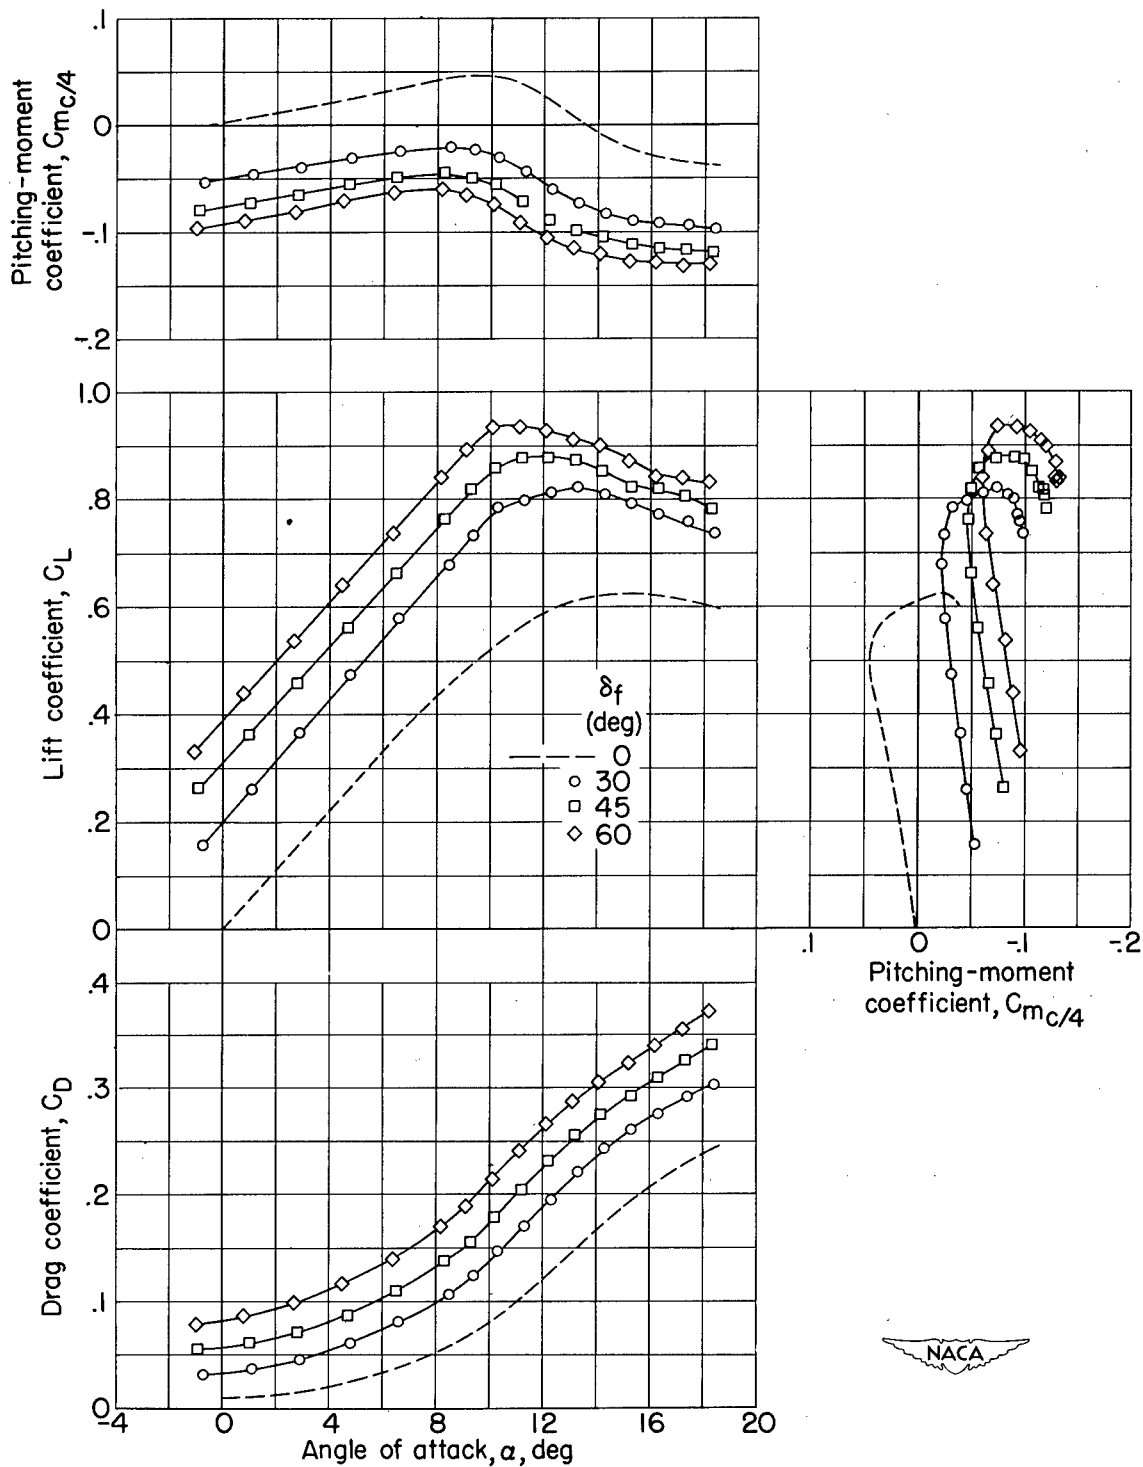 .1
0
-.1
-.2
Pitching-moment
coefficient, Cmc/4
1.0
.8
.6
.4
.2
0
Lift coefficient, CL
δf
(deg)
0
30
45
60
.1 0 -.1 -.2
Pitching-moment
coefficient, Cmc/4
.4
.3
.2
.1
0
Drag coefficient, CD
-4 0 4 8 12 16 20
Angle of attack, α, deg
NACA